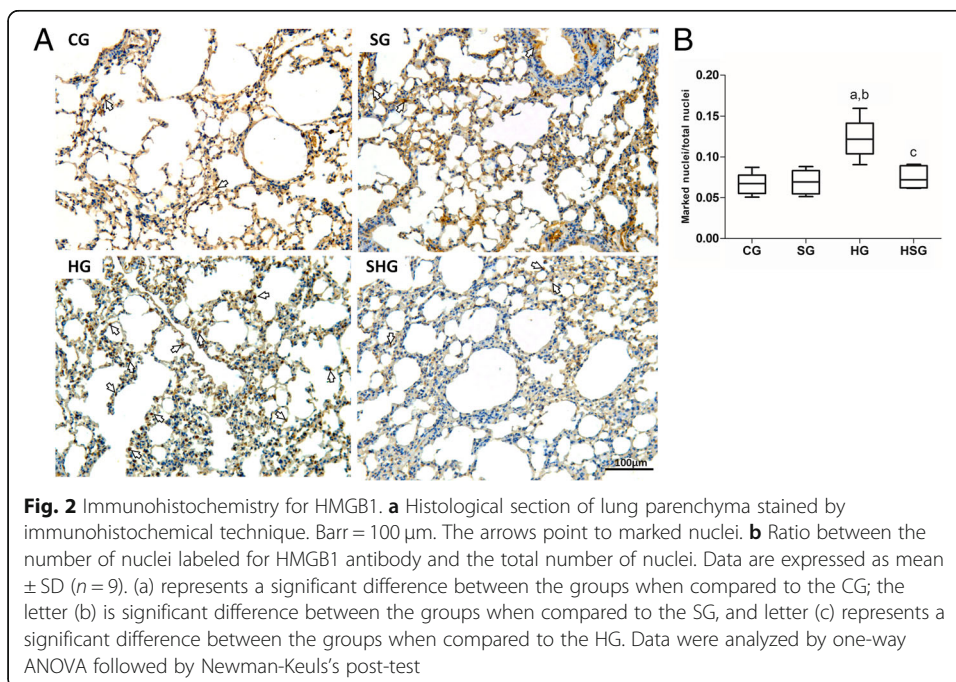 A
CG
SG
HG
SHG
100μm
B
Marked nuclei/total nuclei
0.20
0.15
0.10
0.05
0.00
a,b
c
CG SG HG HSG
Fig. 2 Immunohistochemistry for HMGB1. a Histological section of lung parenchyma stained by
immunohistochemical technique. Barr = 100 μm. The arrows point to marked nuclei. b Ratio between the
number of nuclei labeled for HMGB1 antibody and the total number of nuclei. Data are expressed as mean
± SD (n = 9). (a) represents a significant difference between the groups when compared to the CG; the
letter (b) is significant difference between the groups when compared to the SG, and letter (c) represents a
significant difference between the groups when compared to the HG. Data were analyzed by one-way
ANOVA followed by Newman-Keuls's post-test